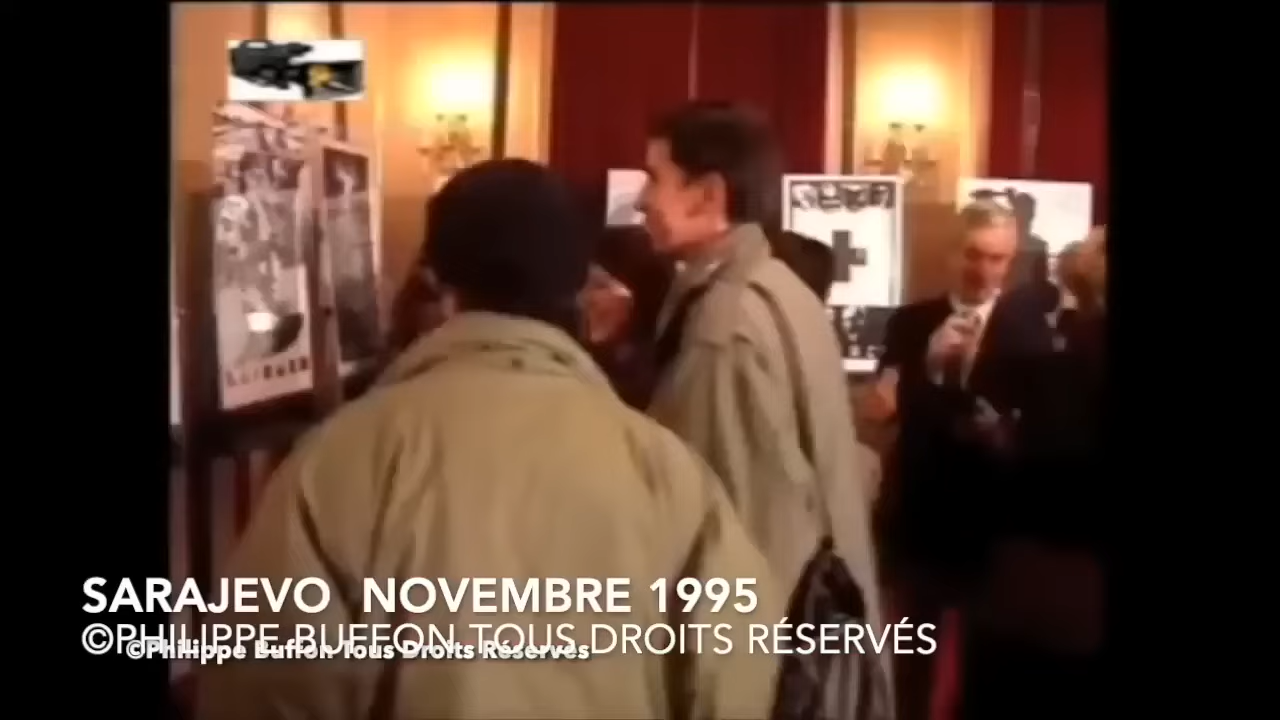 SARAJEVO  NOVEMBRE 1995
©PHILIPPE BUFFON TOUS DROITS RÉSERVÉS
©Philippe Buffon Tous Droits Réservés